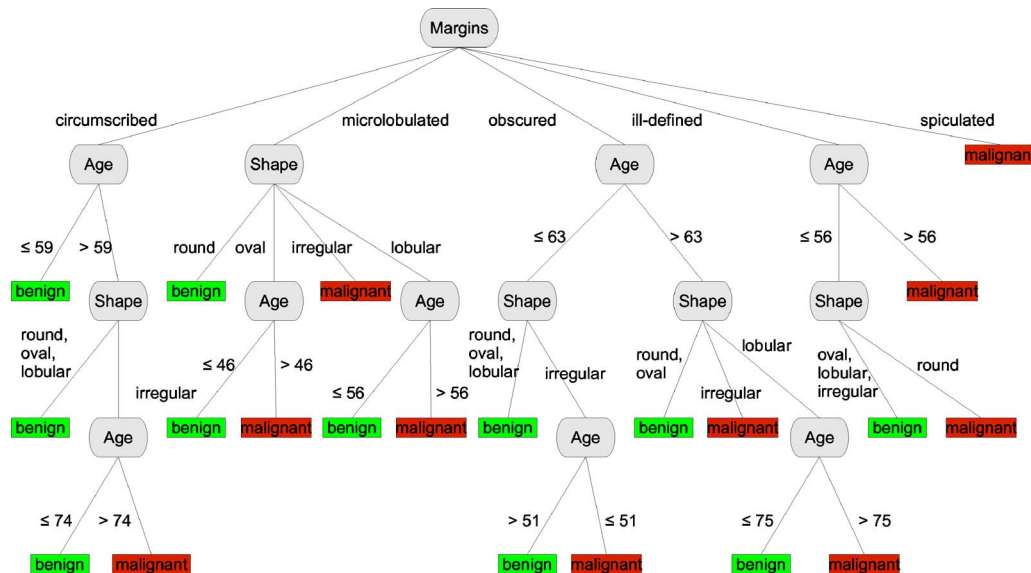 Margins
circumscribed
microlobulated
obscured
ill-defined
spiculated
Age
Shape
Age
Age
malignan
≤ 59
> 59
round
oval
irregular
lobular
≤ 63
> 63
≤ 56
> 56
benign
Shape
benign
Age
malignant
Age
Shape
Shape
Shape
malignant
round,
oval,
lobular
irregular
≤ 46
> 46
≤ 56
> 56
round,
oval,
lobular
irregular
round,
oval
irregular
lobular
oval,
lobular,
irregular
round
benign
Age
benign
malignant
benign
malignant
benign
Age
benign
malignant
Age
benign
malignant
≤ 74
> 74
> 51
≤ 51
≤ 75
> 75
benign
malignant
benign
malignant
benign
malignant